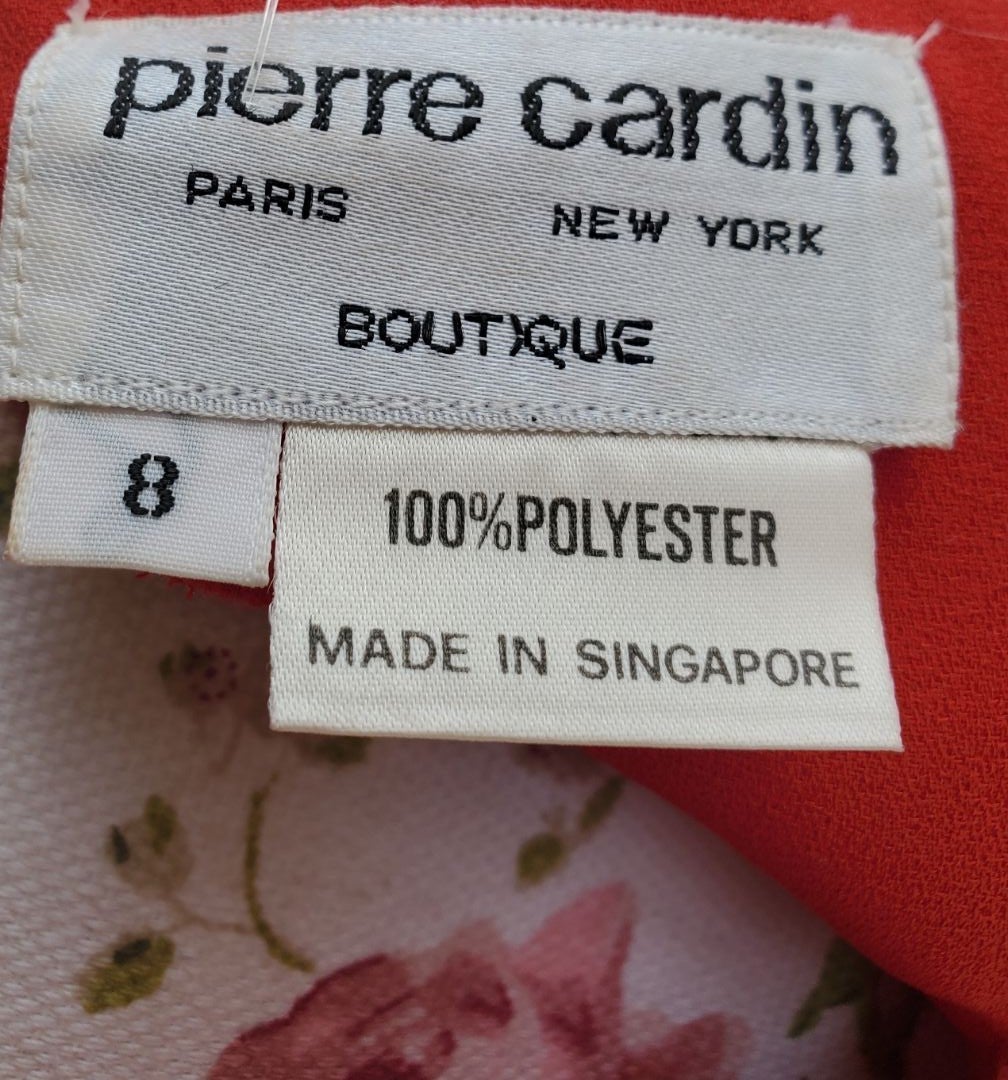 pierre cardin
PARIS NEW YORK
BOUTIQUE
8
100%POLYESTER
MADE IN SINGAPORE